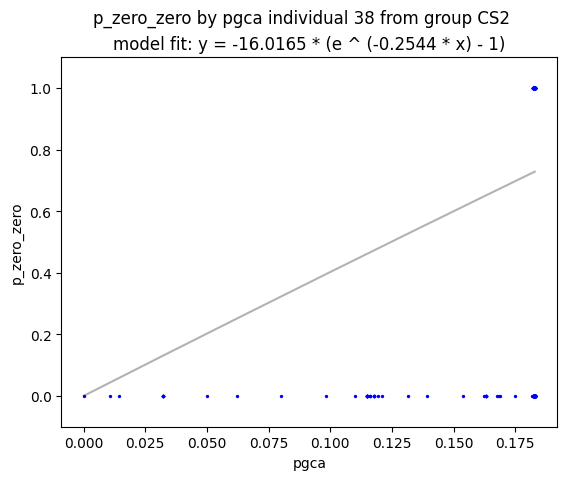 p_zero_zero by pgca individual 38 from group CS2
model fit: y = -16.0165 * (e ^ (-0.2544 * x) - 1)
1.0
0.8
0.6
0.4
0.2
0.0
p_zero_zero
0.000 0.025 0.050 0.075 0.100 0.125 0.150 0.175
pgca